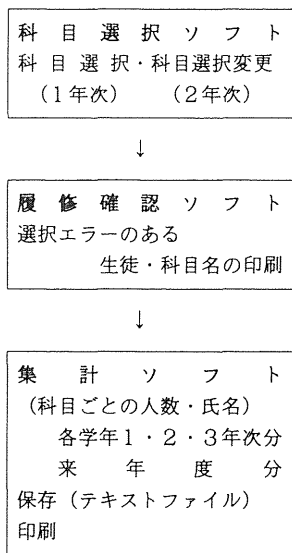 科目選択ソフト
科目選択・科目選択変更
(1年次) (2年次)
↓
履修確認ソフト
選択エラーのある
生徒・科目名の印刷
↓
集計ソフト
(科目ごとの人数・氏名)
各学年1・2・3年次分
来年度分
保存(テキストファイル)
印刷